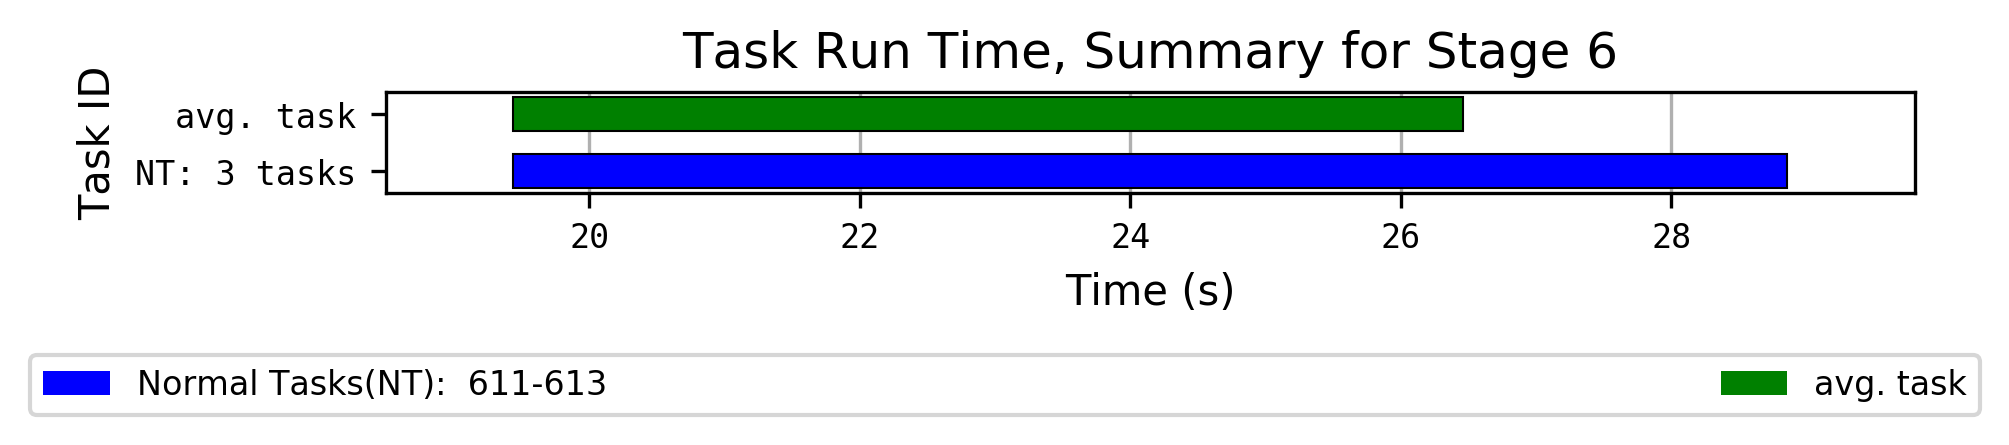 Task Run Time, Summary for Stage 6
Task ID
avg. task
NT: 3 tasks
20 22 24 26 28
Time (s)
Normal Tasks(NT):  611-613 avg. task